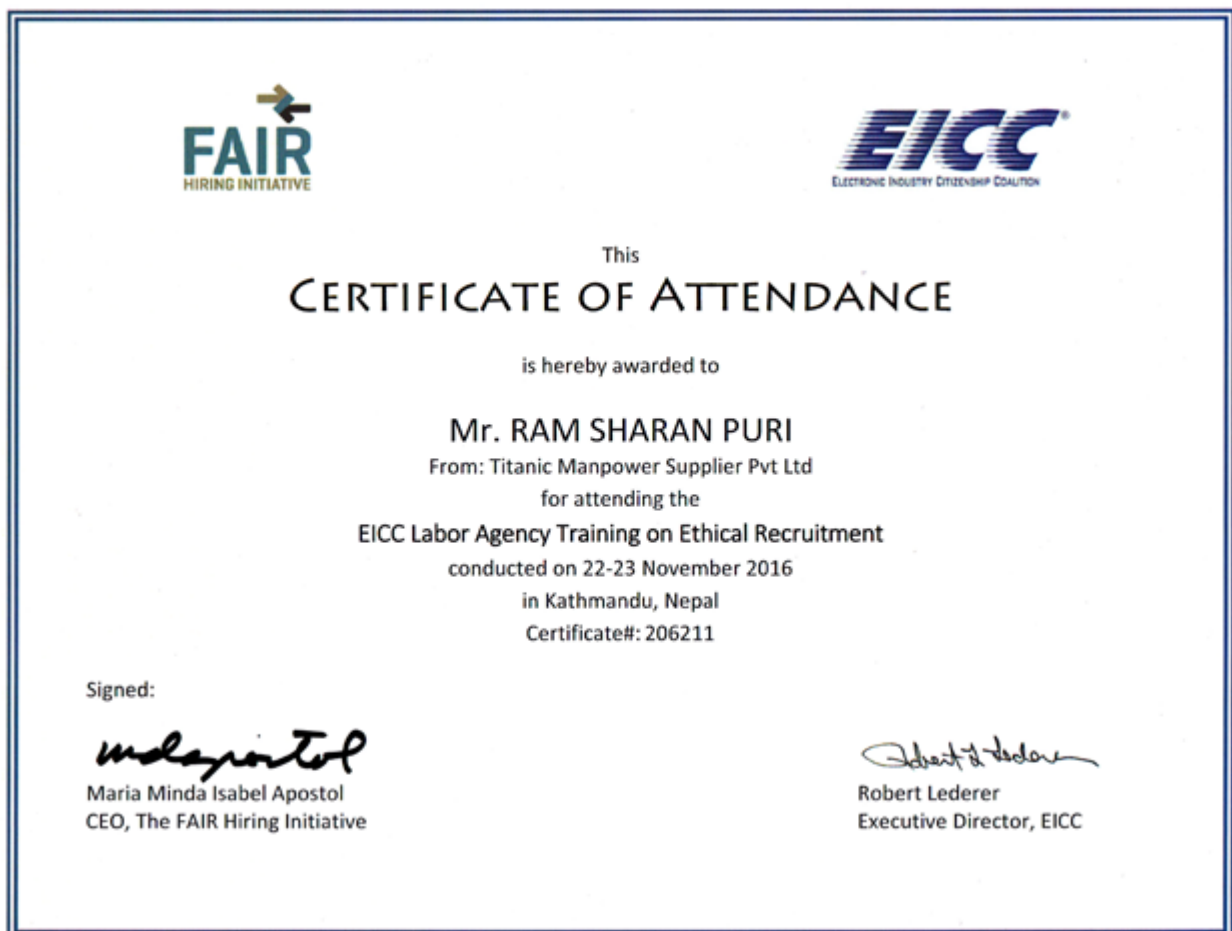 FAIR
HIRING INITIATIVE
EICC®
ELECTRONIC INDUSTRY CITIZENSHIP COALITION
This
CERTIFICATE OF ATTENDANCE
is hereby awarded to
Mr. RAM SHARAN PURI
From: Titanic Manpower Supplier Pvt Ltd
for attending the
EICC Labor Agency Training on Ethical Recruitment
conducted on 22-23 November 2016
in Kathmandu, Nepal
Certificate#: 206211
Signed:
mdapostol
Robert Lederer
Maria Minda Isabel Apostol
Robert Lederer
CEO, The FAIR Hiring Initiative
Executive Director, EICC